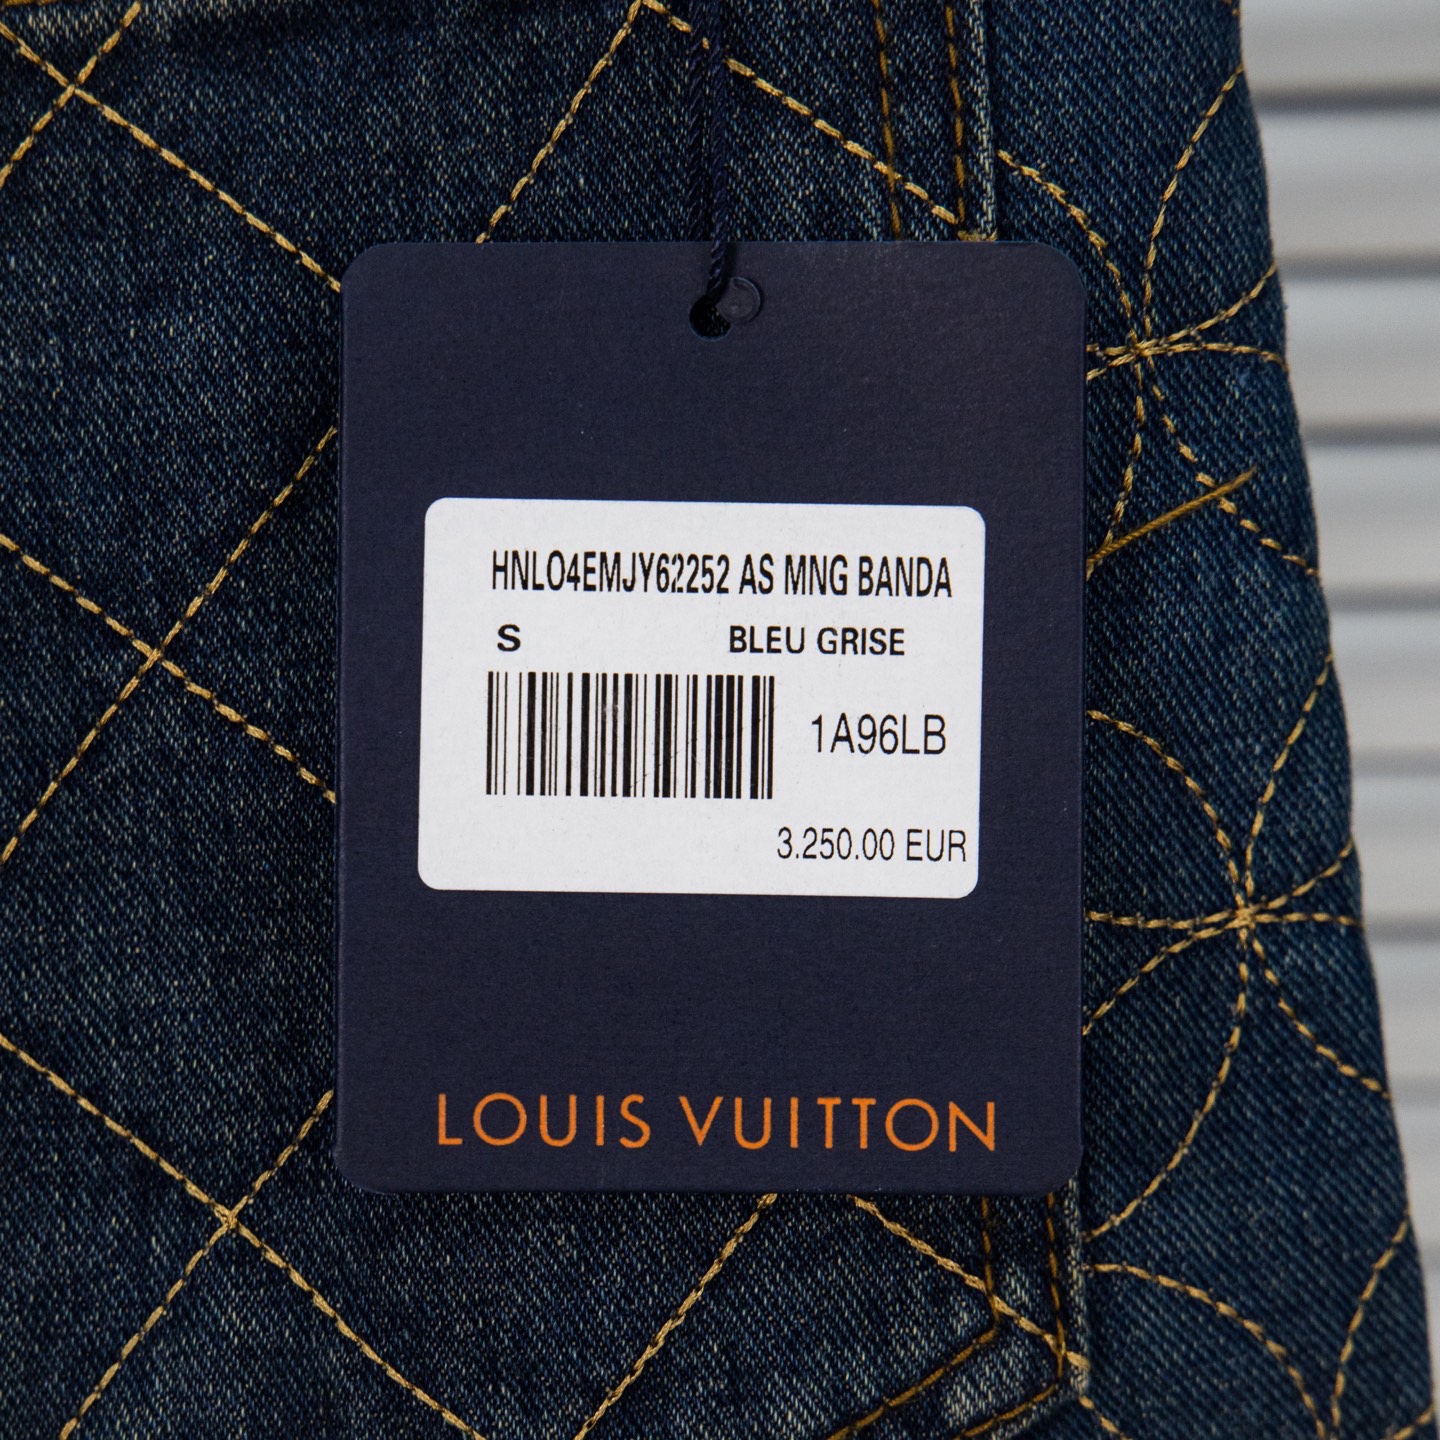 HNLO4EMJY62252 AS MNG BANDA
S BLEU GRISE
1A96LB
3.250.00 EUR
LOUIS VUITTON